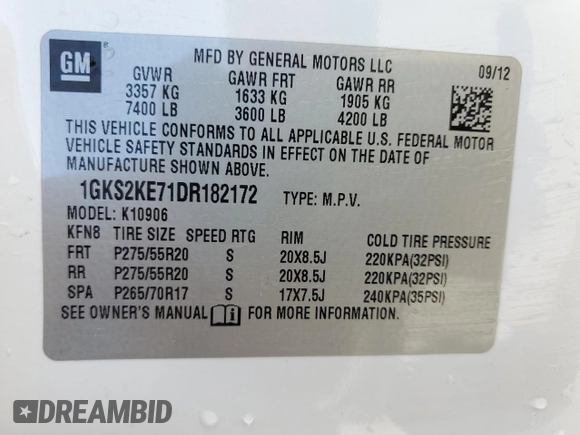 GM
MFD BY GENERAL MOTORS LLC
09/12
GVWR GAWR FRT GAWR RR
3357 KG 1633 KG 1905 KG
7400 LB 3600 LB 4200 LB
THIS VEHICLE CONFORMS TO ALL APPLICABLE U.S. FEDERAL MOTOR
VEHICLE SAFETY STANDARDS IN EFFECT ON THE DATE OF
MANUFACTURE SHOWN ABOVE.
1GKS2KE71DR182172 TYPE: M.P.V.
MODEL: K10906
KFN8 TIRE SIZE SPEED RTG RIM COLD TIRE PRESSURE
FRT P275/55R20 S 20X8.5J 220KPA(32PSI)
RR P275/55R20 S 20X8.5J 220KPA(32PSI)
SPA P265/70R17 S 17X7.5J 240KPA(35PSI)
SEE OWNER'S MANUAL FOR MORE INFORMATION.
DREAMBID